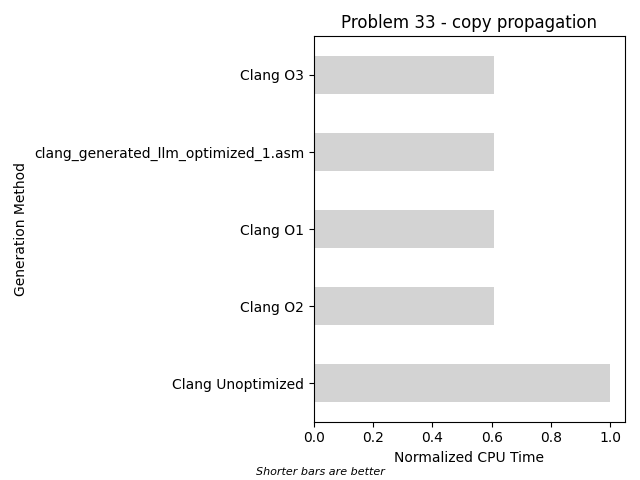 Problem 33 - copy propagation
Clang O3
clang_generated_llm_optimized_1.asm
Clang O1
Clang O2
Clang Unoptimized
Generation Method
0.0 0.2 0.4 0.6 0.8 1.0
Normalized CPU Time
Shorter bars are better